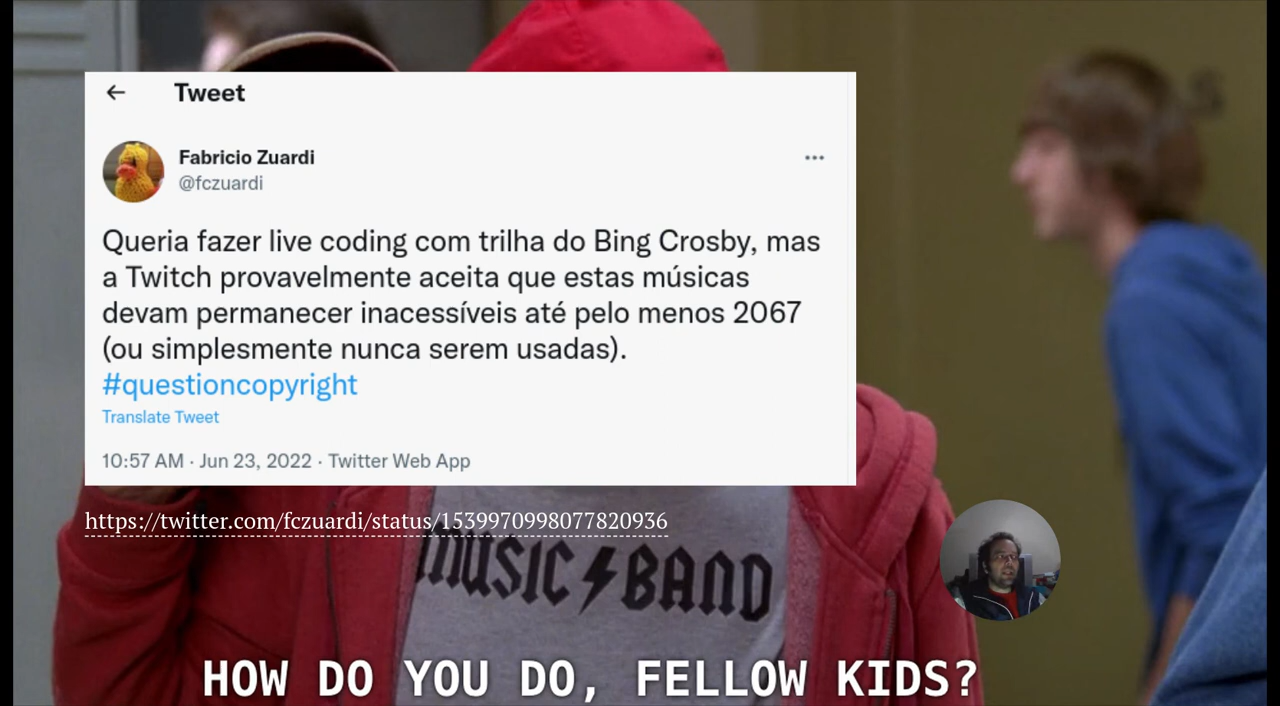 ← Tweet
Fabricio Zuardi
@fczuardi
Queria fazer live coding com trilha do Bing Crosby, mas
a Twitch provavelmente aceita que estas músicas
devam permanecer inacessíveis até pelo menos 2067
(ou simplesmente nunca serem usadas).
#questioncopyright
Translate Tweet
10:57 AM · Jun 23, 2022 · Twitter Web App
https://twitter.com/fczuardi/status/1539970998077820936
MUSIC⚡BAND
HOW DO YOU DO, FELLOW KIDS?